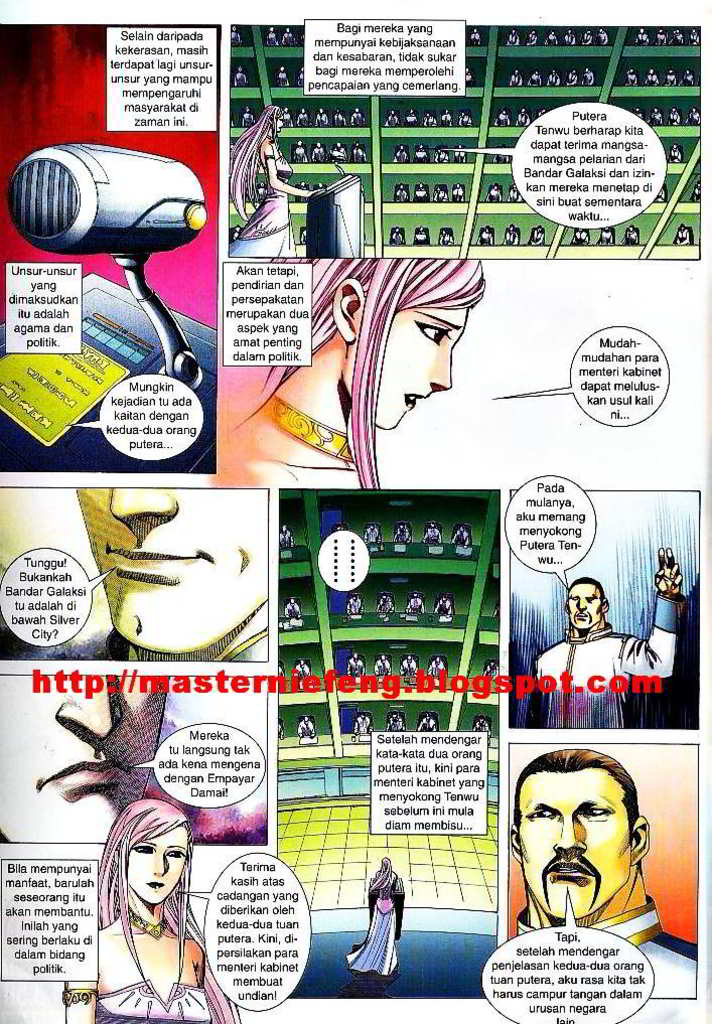 Selain daripada
kekerasan, masih
terdapat lagi unsur-
unsur yang mampu
mempengaruhi
masyarakat di
zaman ini.
Bagi mereka yang
mempunyai kebijaksanaan
dan kesabaran, tidak sukar
bagi mereka memperolehi
pencapaian yang cemerlang.
Putera
Tenwu berharap kita
dapat terima mangsa-
mangsa pelarian dari
Bandar Galaksi dan izin-
kan mereka menetap di
sini buat sementara
waktu...
Unsur-unsur
yang
dimaksudkan
itu adalah
agama dan
politik.
Mungkin
kejadian tu ada
kaitan dengan
kedua-dua orang
putera...
Akan tetapi,
pendirian dan
persepakatan
merupakan dua
aspek yang
amat penting
dalam politik.
Mudah-
mudahan para
menteri kabinet
dapat melulus-
kan usul kali
ni...
Tunggu!
Bukankah
Bandar Galaksi
tu adalah di
bawah Silver
City?
Pada
mulanya,
aku memang
menyokong
Putera Ten-
wu...
http://masterniefeng.blogspot.com
Mereka
tu langsung tak
ada kena mengena
dengan Empayar
Damai!
Setelah mendengar
kata-kata dua orang
putera itu, kini para
menteri kabinet yang
menyokong Tenwu
sebelum ini mula
diam membisu...
Bila mempunyai
manfaat, barulah
seseorang itu
akan membantu.
Inilah yang
sering berlaku di
dalam bidang
politik.
Terima
kasih atas
cadangan yang
diberikan oleh
kedua-dua
putera. Kini, di-
persilakan para
menteri kabinet
membuat
undian!
Tapi,
setelah mendengar
penjelasan kedua-dua orang
putera tu, aku rasa kita tak
harus campur tangan dalam
urusan negara
lain.